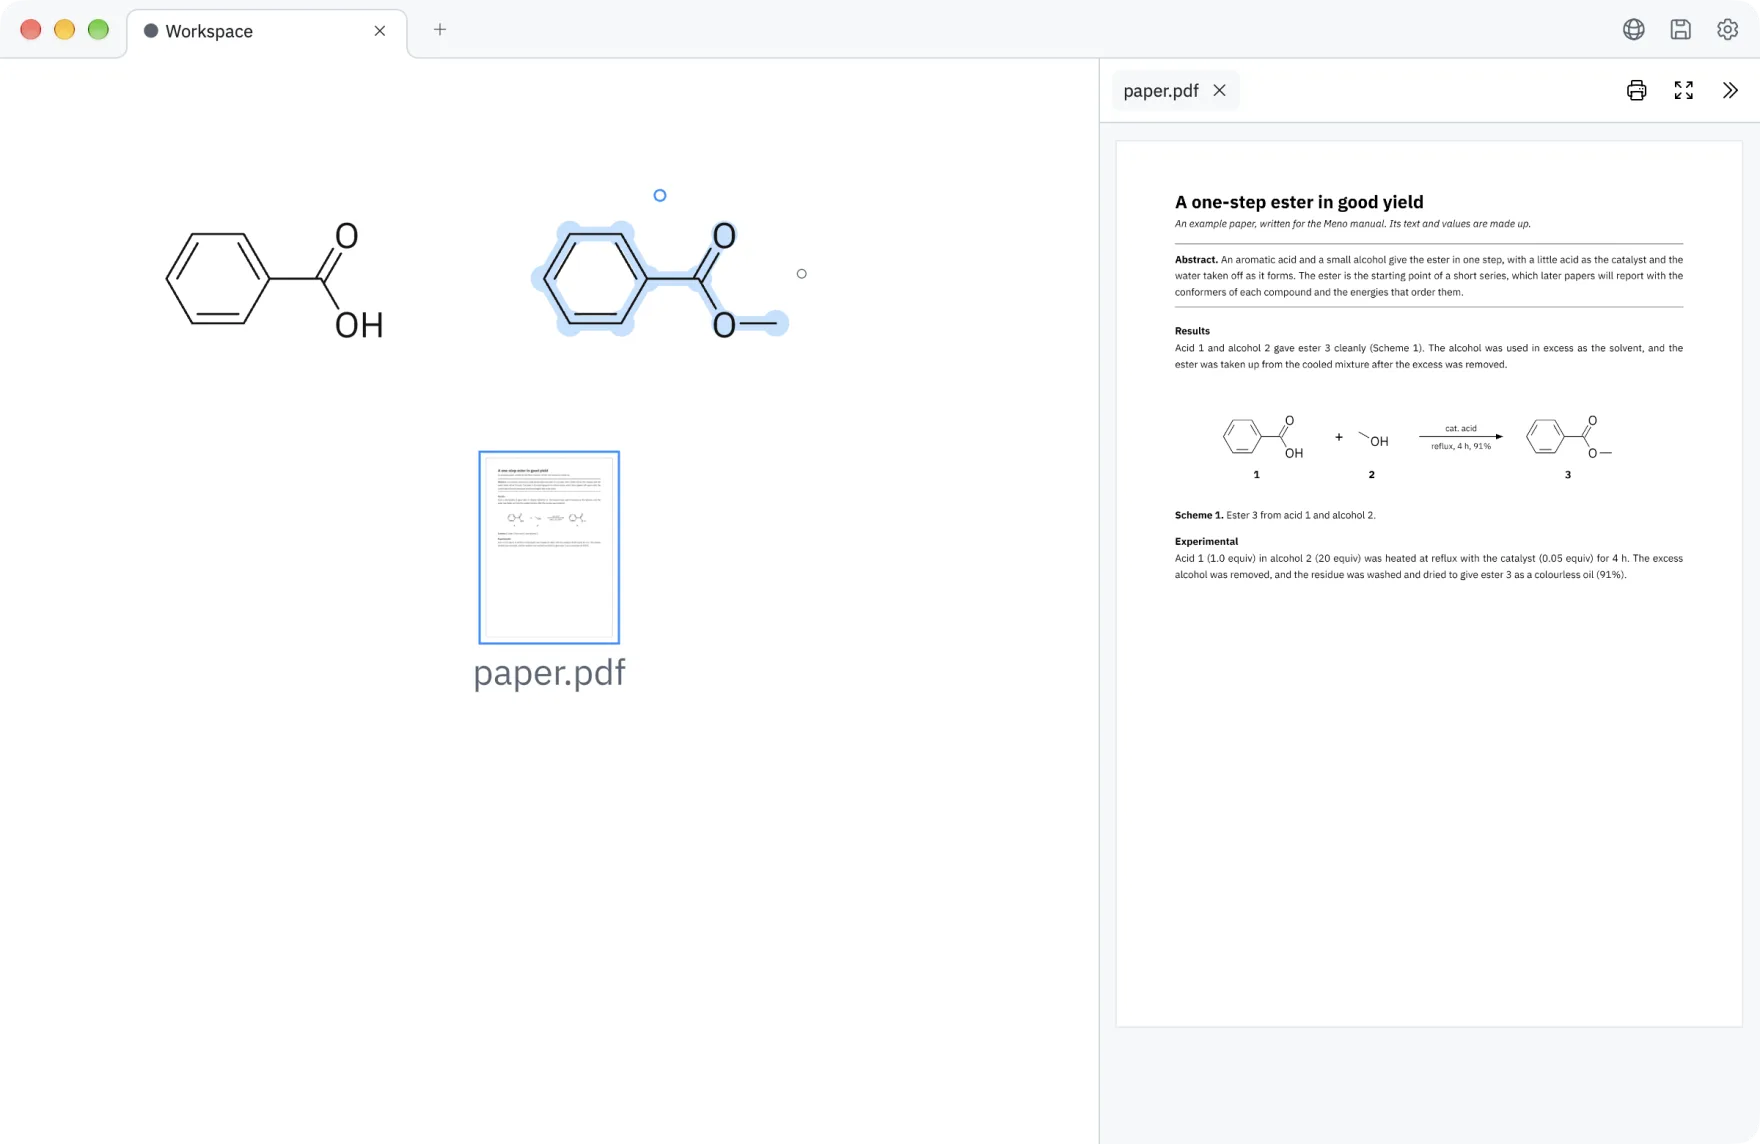 Workspace
O
OH
O
O
paper.pdf
paper.pdf
A one-step ester in good yield
An example paper, written for the Meno manual. Its text and values are made up.
Abstract. An aromatic acid and a small alcohol give the ester in one step, with a little acid as the catalyst and the
water taken off as it forms. The ester is the starting point of a short series, which later papers will report with the
conformers of each compound and the energies that order them.
Results
Acid 1 and alcohol 2 gave ester 3 cleanly (Scheme 1). The alcohol was used in excess as the solvent, and the
ester was taken up from the cooled mixture after the excess was removed.
O
OH
1
+
OH
2
cat. acid
reflux, 4 h, 91%
O
O
3
Scheme 1. Ester 3 from acid 1 and alcohol 2.
Experimental
Acid 1 (1.0 equiv) in alcohol 2 (20 equiv) was heated at reflux with the catalyst (0.05 equiv) for 4 h. The excess
alcohol was removed, and the residue was washed and dried to give ester 3 as a colourless oil (91%).